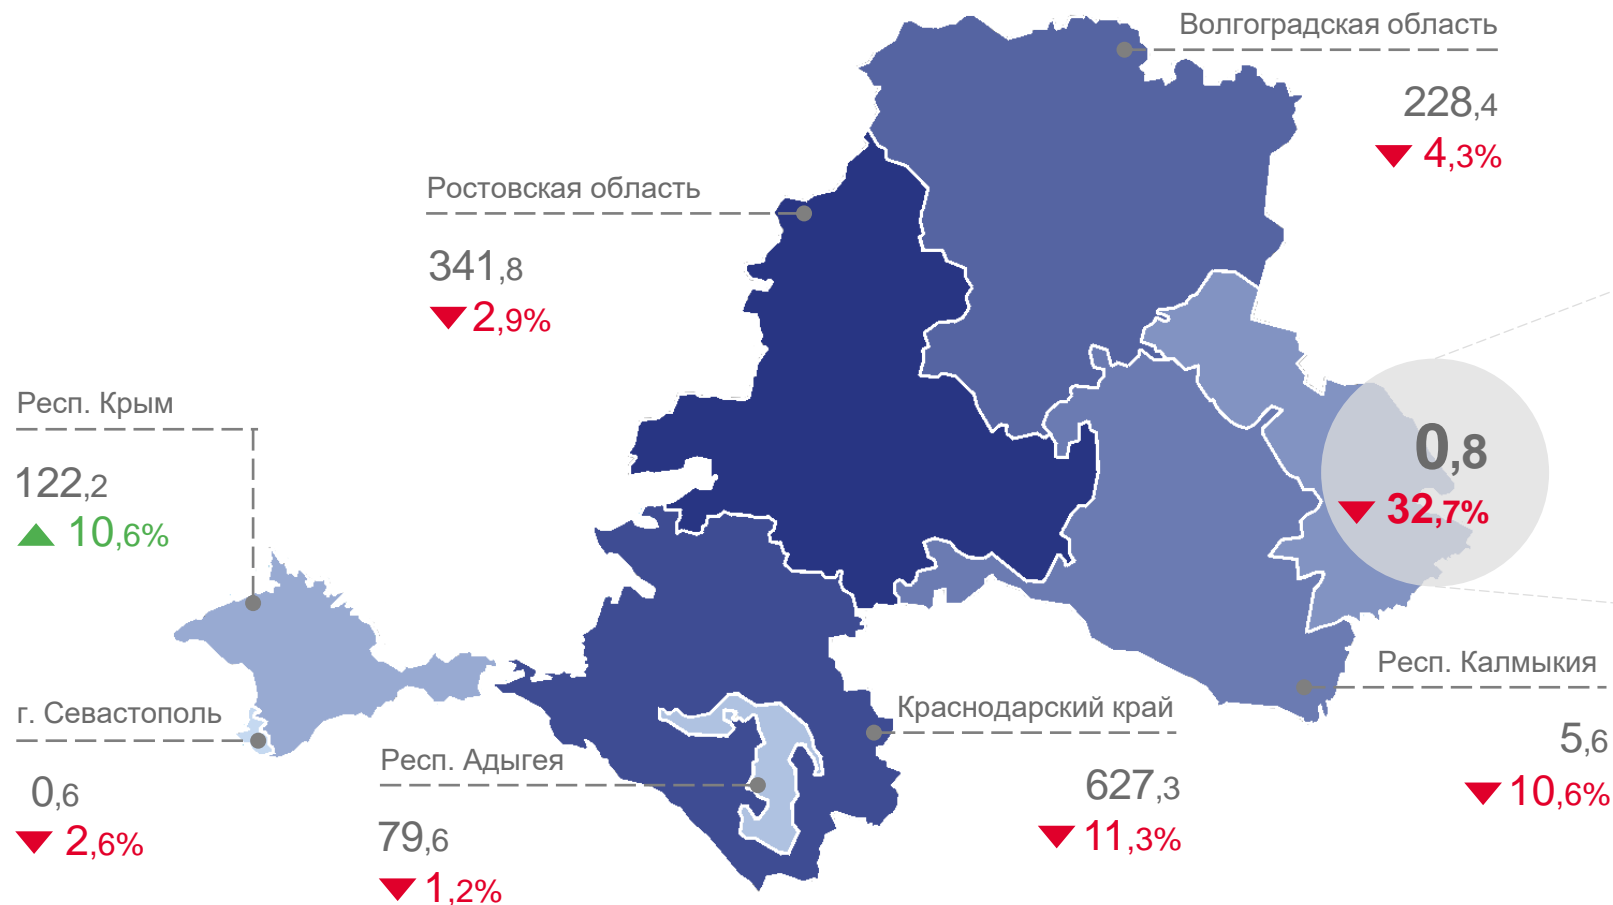 Волгоградская область
228,4
▼ 4,3%
Ростовская область
341,8
▼ 2,9%
Респ. Крым
122,2
▲ 10,6%
0,8
▼ 32,7%
г. Севастополь
0,6
▼ 2,6%
Респ. Адыгея
79,6
▼ 1,2%
Краснодарский край
627,3
▼ 11,3%
Респ. Калмыкия
5,6
▼ 10,6%